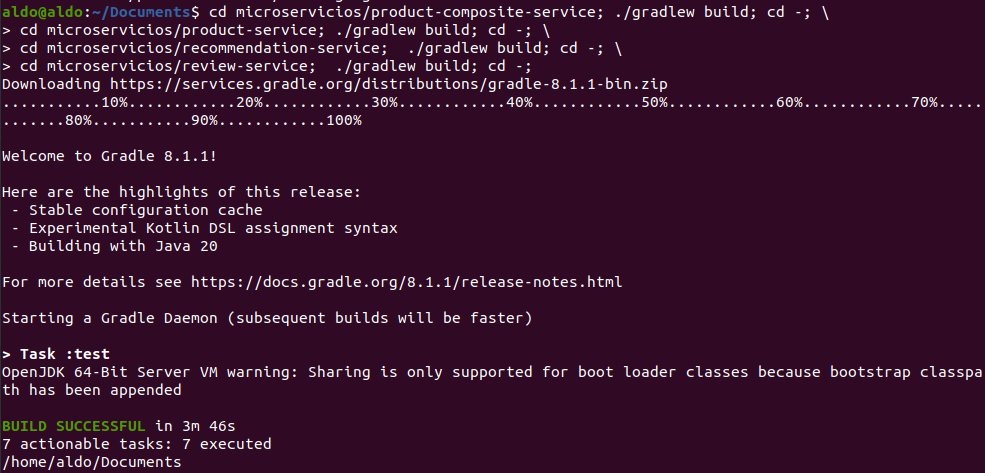 aldo@aldo:~/Documents$ cd microservicios/product-composite-service; ./gradlew build; cd -; \
> cd microservicios/product-service; ./gradlew build; cd -; \
> cd microservicios/recommendation-service;  ./gradlew build; cd -; \
> cd microservicios/review-service;  ./gradlew build; cd -;
Downloading https://services.gradle.org/distributions/gradle-8.1.1-bin.zip
...........10%............20%............30%............40%............50%............60%............70%.....
.......80%...........90%............100%
Welcome to Gradle 8.1.1!
Here are the highlights of this release:
 - Stable configuration cache
 - Experimental Kotlin DSL assignment syntax
 - Building with Java 20
For more details see https://docs.gradle.org/8.1.1/release-notes.html
Starting a Gradle Daemon (subsequent builds will be faster)
> Task :test
OpenJDK 64-Bit Server VM warning: Sharing is only supported for boot loader classes because bootstrap classpa
th has been appended
BUILD SUCCESSFUL in 3m 46s
7 actionable tasks: 7 executed
/home/aldo/Documents